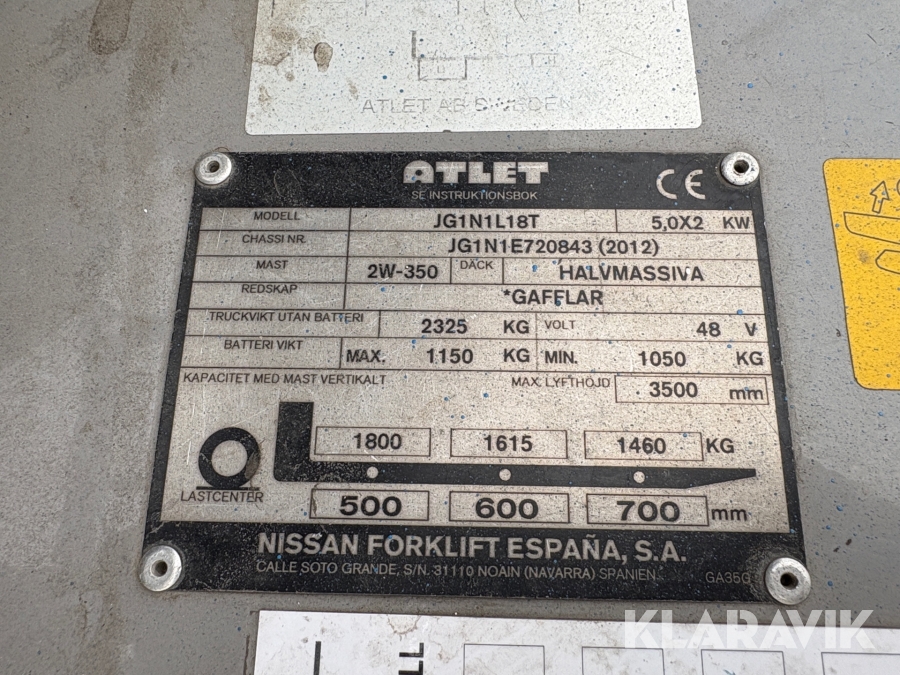 ATLET AB SWEDEN
ATLET
SE INSTRUKTIONSBOK
CE
MODELL JG1N1L18T 5,0X2 KW
CHASSI NR. JG1N1E720843 (2012)
MAST 2W-350 DÄCK HALVMASSIVA
REDSKAP *GAFFLAR
TRUCKVIKT UTAN BATTERI 2325 KG VOLT 48 V
BATTERI VIKT MAX. 1150 KG MIN. 1050 KG
KAPACITET MED MAST VERTIKALT MAX. LYFTHÖJD 3500 mm
1800 1615 1460 KG
LASTCENTER
500 600 700 mm
NISSAN FORKLIFT ESPAÑA, S.A.
CALLE SOTO GRANDE, S/N. 31110 NOAIN (NAVARRA) SPANIEN
GA35G
KLARAVIK